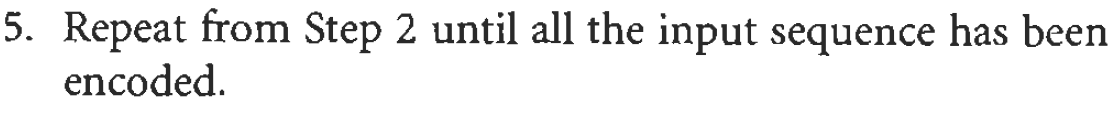 5. Repeat from Step 2 until all the input sequence has been
encoded.